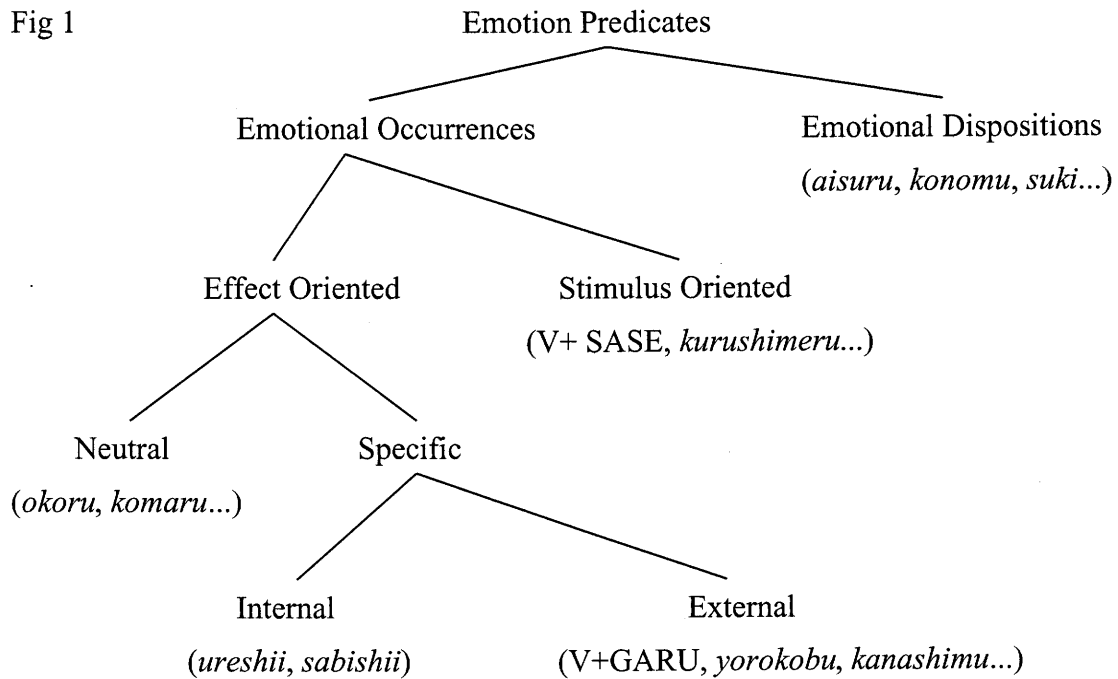 Fig 1
Emotion Predicates
Emotional Occurrences
Emotional Dispositions
(aisuru, konomu, suki...)
Effect Oriented
Stimulus Oriented
(V+ SASE, kurushimeru...)
Neutral
Specific
(okoru, komaru...)
Internal
External
(ureshii, sabishii)
(V+GARU, yorokobu, kanashimu...)